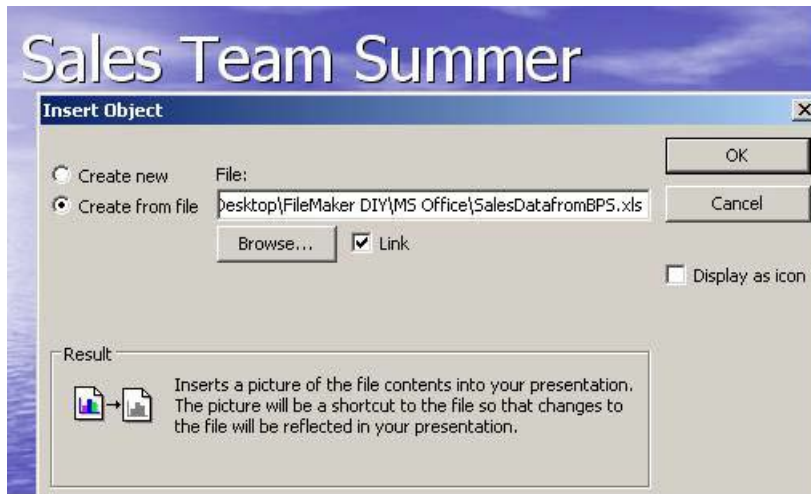 Sales Team Summer
Insert Object
Create new
File:
OK
Create from file
Desktop\FileMaker DIY\MS Office\SalesDatafromBPS.xls
Cancel
Browse...
Link
Display as icon
Result
Inserts a picture of the file contents into your presentation.
The picture will be a shortcut to the file so that changes to
the file will be reflected in your presentation.